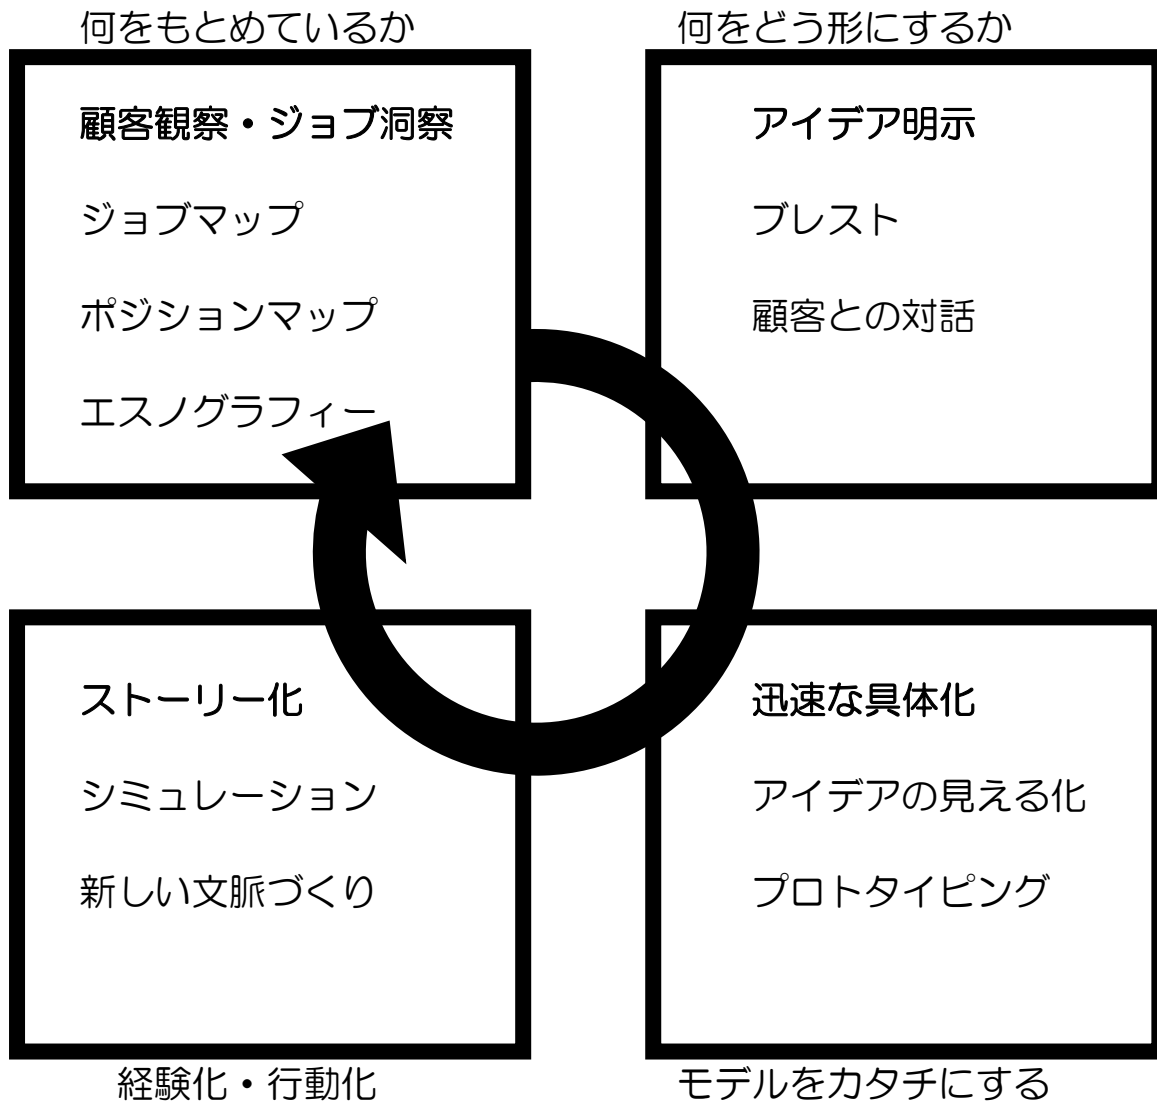 何をもとめているか
顧客観察・ジョブ洞察
ジョブマップ
ポジションマップ
エスノグラフィー
何をどう形にするか
アイデア明示
ブレスト
顧客との対話
ストーリー化
シミュレーション
新しい文脈づくり
経験化・行動化
迅速な具体化
アイデアの見える化
プロトタイピング
モデルをカタチにする